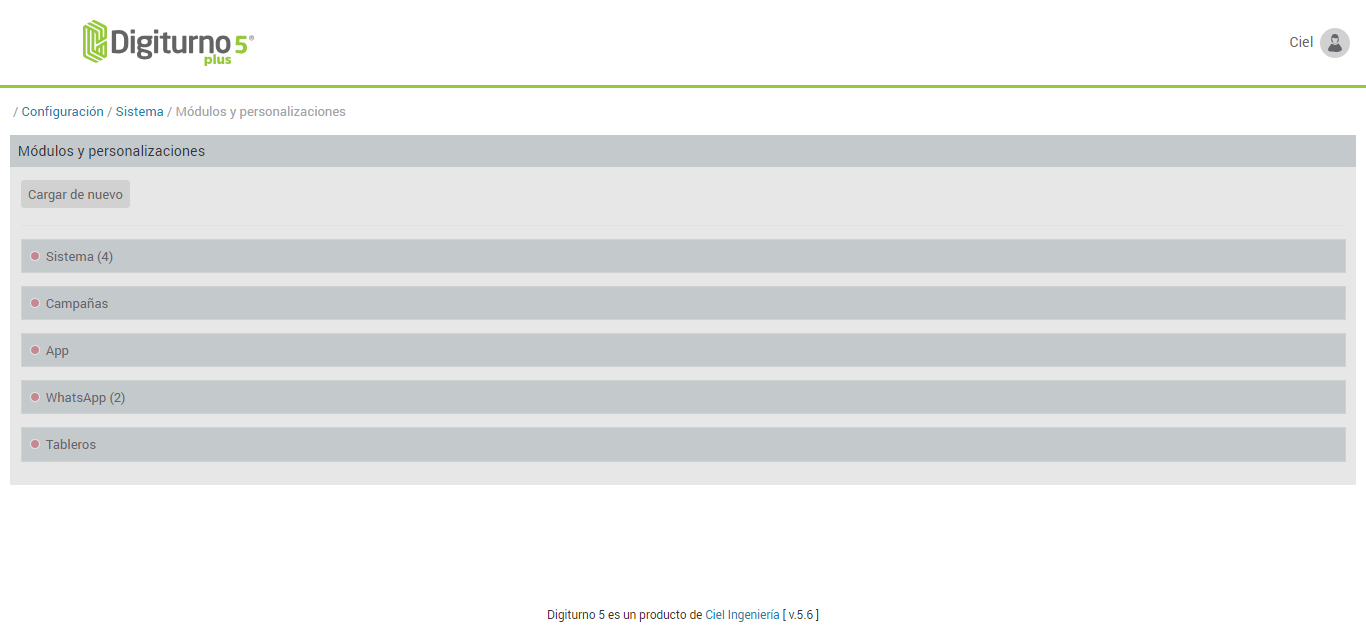 Digiturno 5®
plus
Ciel
/ Configuración / Sistema / Módulos y personalizaciones
Módulos y personalizaciones
Cargar de nuevo
Sistema (4)
Campañas
App
WhatsApp (2)
Tableros
Digiturno 5 es un producto de Ciel Ingeniería [ v.5.6 ]